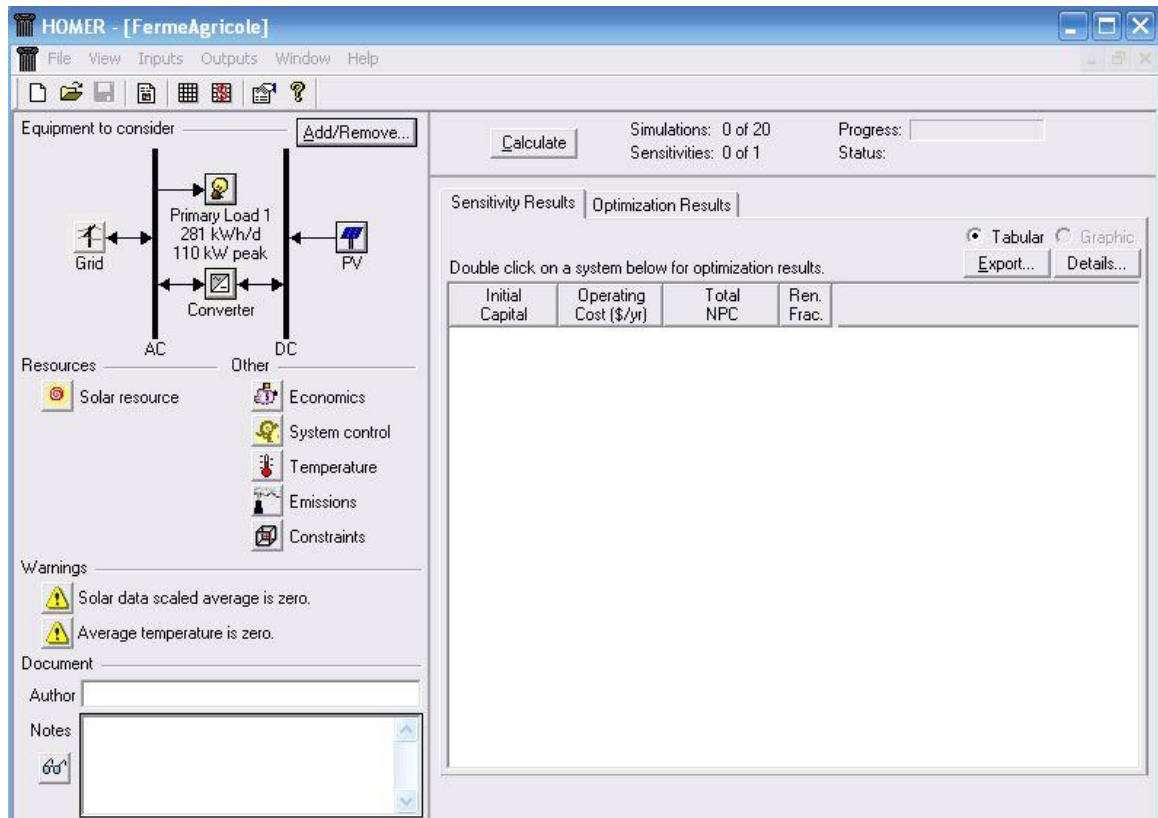 HOMER - [FermeAgricole]
File View Inputs Outputs Window Help
Equipment to consider
Add/Remove...
Primary Load 1
281 kWh/d
110 kW peak
Grid
PV
Converter
AC
DC
Resources
Other
Solar resource
Economics
System control
Temperature
Emissions
Constraints
Warnings
Solar data scaled average is zero.
Average temperature is zero.
Document
Author
Notes
Calculate
Simulations: 0 of 20
Sensitivities: 0 of 1
Progress:
Status:
Sensitivity Results
Optimization Results
Tabular
Graphic
Double click on a system below for optimization results.
Export...
Details...
Initial
Capital
Operating
Cost ($/yr)
Total
NPC
Ren.
Frac.